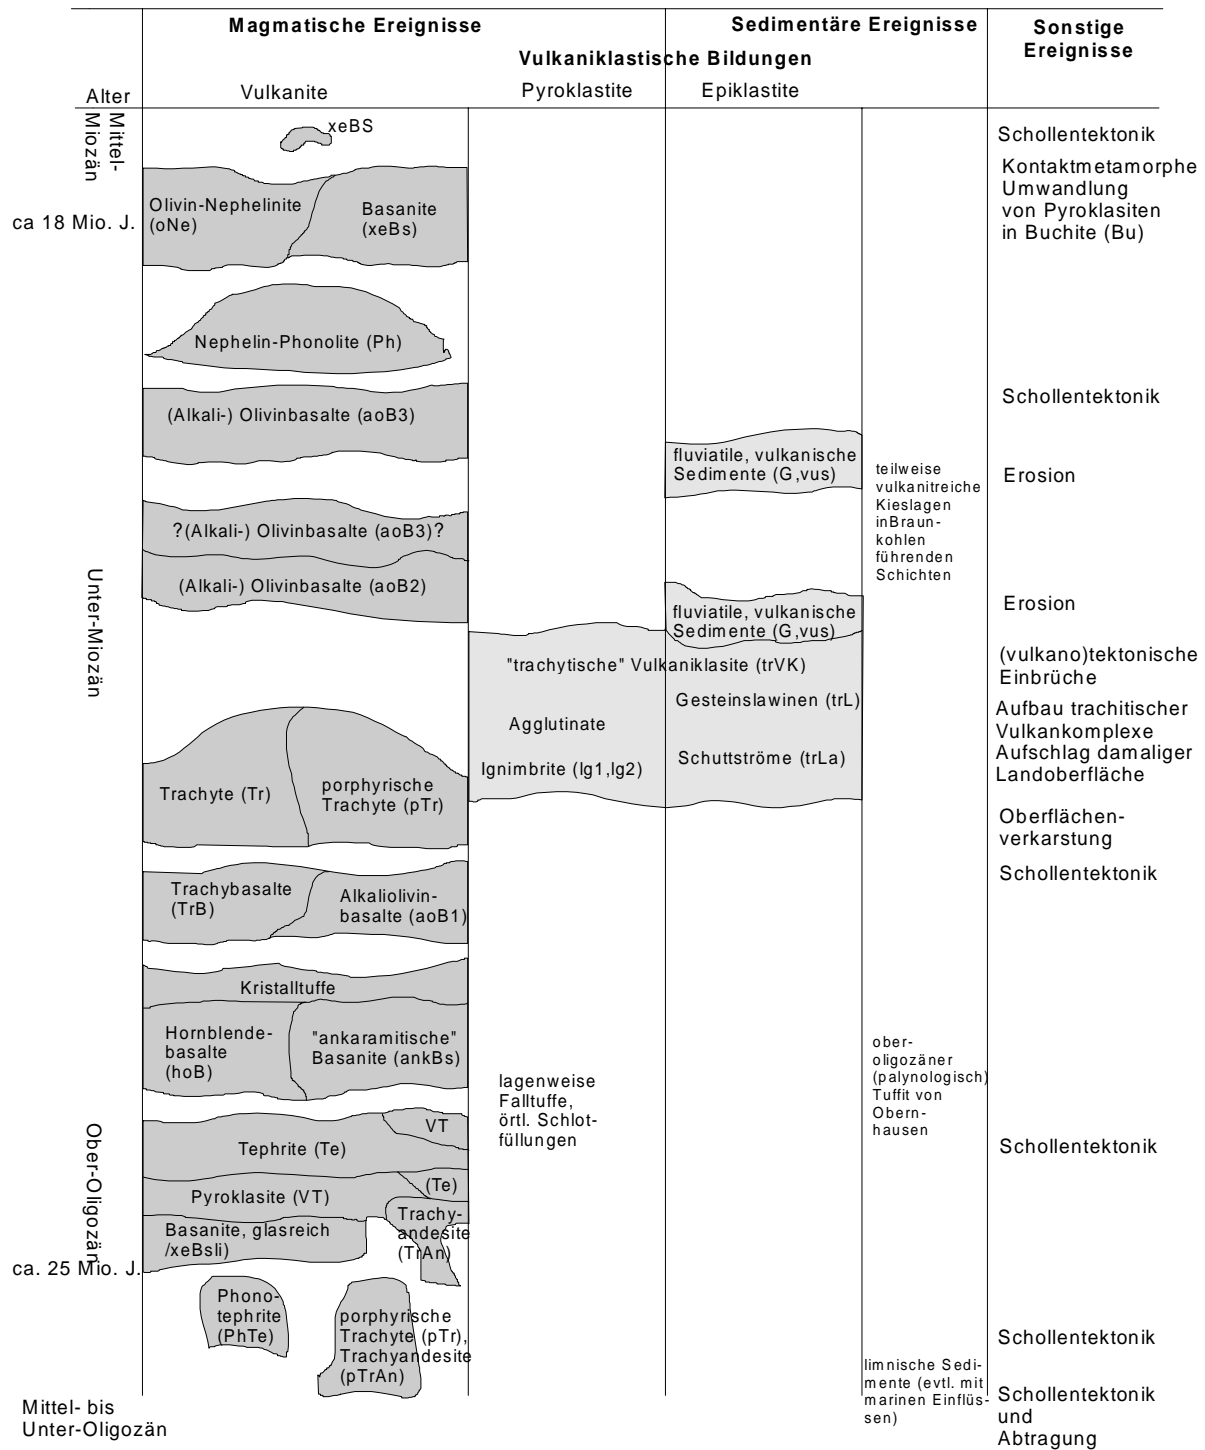 Magmatische Ereignisse
Sedimentäre Ereignisse
Sonstige
Ereignisse
Vulkaniklastische Bildungen
Alter
Vulkanite
Pyroklastite
Epiklastite
Mittel-
Miozän
xeBS
Schollentektonik
Kontaktmetamorphe
Umwandlung
von Pyroklasiten
in Buchite (Bu)
ca 18 Mio. J.
Olivin-Nephelinite
(oNe)
Basanite
(xeBs)
Nephelin-Phonolite (Ph)
(Alkali-) Olivinbasalte (aoB3)
Schollentektonik
fluviatile, vulkanische
Sedimente (G,vus)
teilweise
vulkanitreiche
Kieslagen
inBraun-
kohlen
führenden
Schichten
Erosion
?(Alkali-) Olivinbasalte (aoB3)?
(Alkali-) Olivinbasalte (aoB2)
Unter-Miozän
fluviatile, vulkanische
Sedimente (G,vus)
Erosion
"trachytische" Vulkaniklasite (trVK)
(vulkano)tektonische
Einbrüche
Gesteinslawinen (trL)
Agglutinate
Aufbau trachitischer
Vulkankomplexe
Aufschlag damaliger
Landoberfläche
Ignimbrite (Ig1,Ig2)
Schuttströme (trLa)
Trachyte (Tr)
porphyrische
Trachyte (pTr)
Oberflächen-
verkarstung
Schollentektonik
Trachybasalte
(TrB)
Alkaliolivin-
basalte (aoB1)
Kristalltuffe
Hornblende-
basalte
(hoB)
"ankaramitische"
Basanite (ankBs)
lagenweise
Falltuffe,
örtl. Schlot-
füllungen
ober-
oligozäner
(palynologisch)
Tuffit von
Obern-
hausen
Ober-Oligozän
VT
Tephrite (Te)
Schollentektonik
(Te)
Pyroklasite (VT)
Trachy-
andesite
(TrAn)
Basanite, glasreich
/xeBsli)
ca. 25 Mio. J.
Phono-
tephrite
(PhTe)
porphyrische
Trachyte (pTr),
Trachyandesite
(pTrAn)
Schollentektonik
limnische Sedi-
mente (evtl. mit
marinen Einflüs-
sen)
Schollentektonik
und
Abtragung
Mittel- bis
Unter-Oligozän